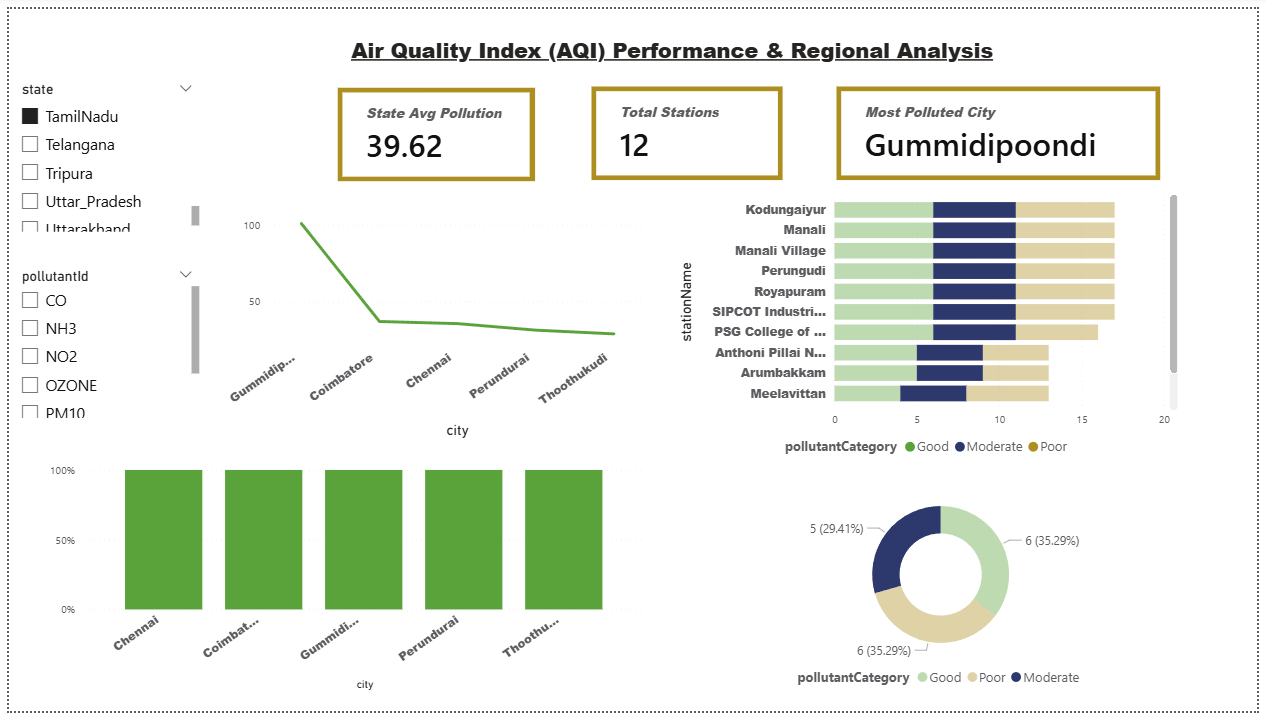 Air Quality Index (AQI) Performance & Regional Analysis
state
TamilNadu
Telangana
Tripura
Uttar_Pradesh
Uttarakhand
State Avg Pollution
39.62
Total Stations
12
Most Polluted City
Gummidipoondi
pollutantId
CO
NH3
NO2
OZONE
PM10
100
50
Gummidip...
Coimbatore
Chennai
Perundurai
Thoothukudi
city
stationName
Kodungaiyur
Manali
Manali Village
Perungudi
Royapuram
SIPCOT Industri...
PSG College of ...
Anthoni Pillai N...
Arumbakkam
Meelavittan
0 5 10 15 20
pollutantCategory Good Moderate Poor
100%
50%
0%
Chennai
Coimbat...
Gummidi...
Perundurai
Thoothu...
city
5 (29.41%)
6 (35.29%)
6 (35.29%)
pollutantCategory Good Poor Moderate